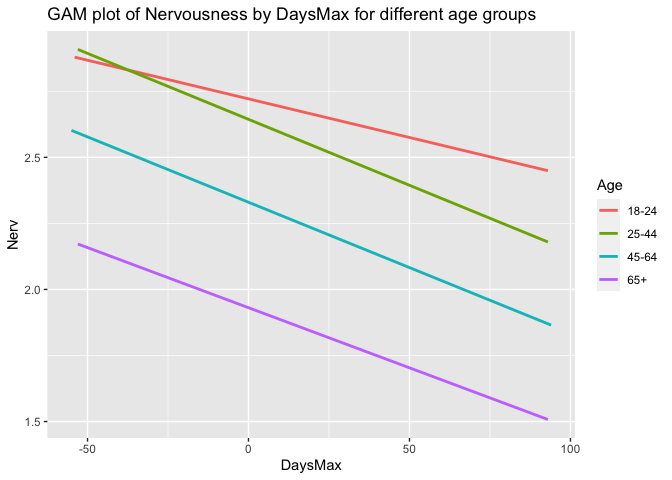 GAM plot of Nervousness by DaysMax for different age groups
Nerv
2.5
2.0
1.5
-50
0
50
100
DaysMax
Age
18-24
25-44
45-64
65+